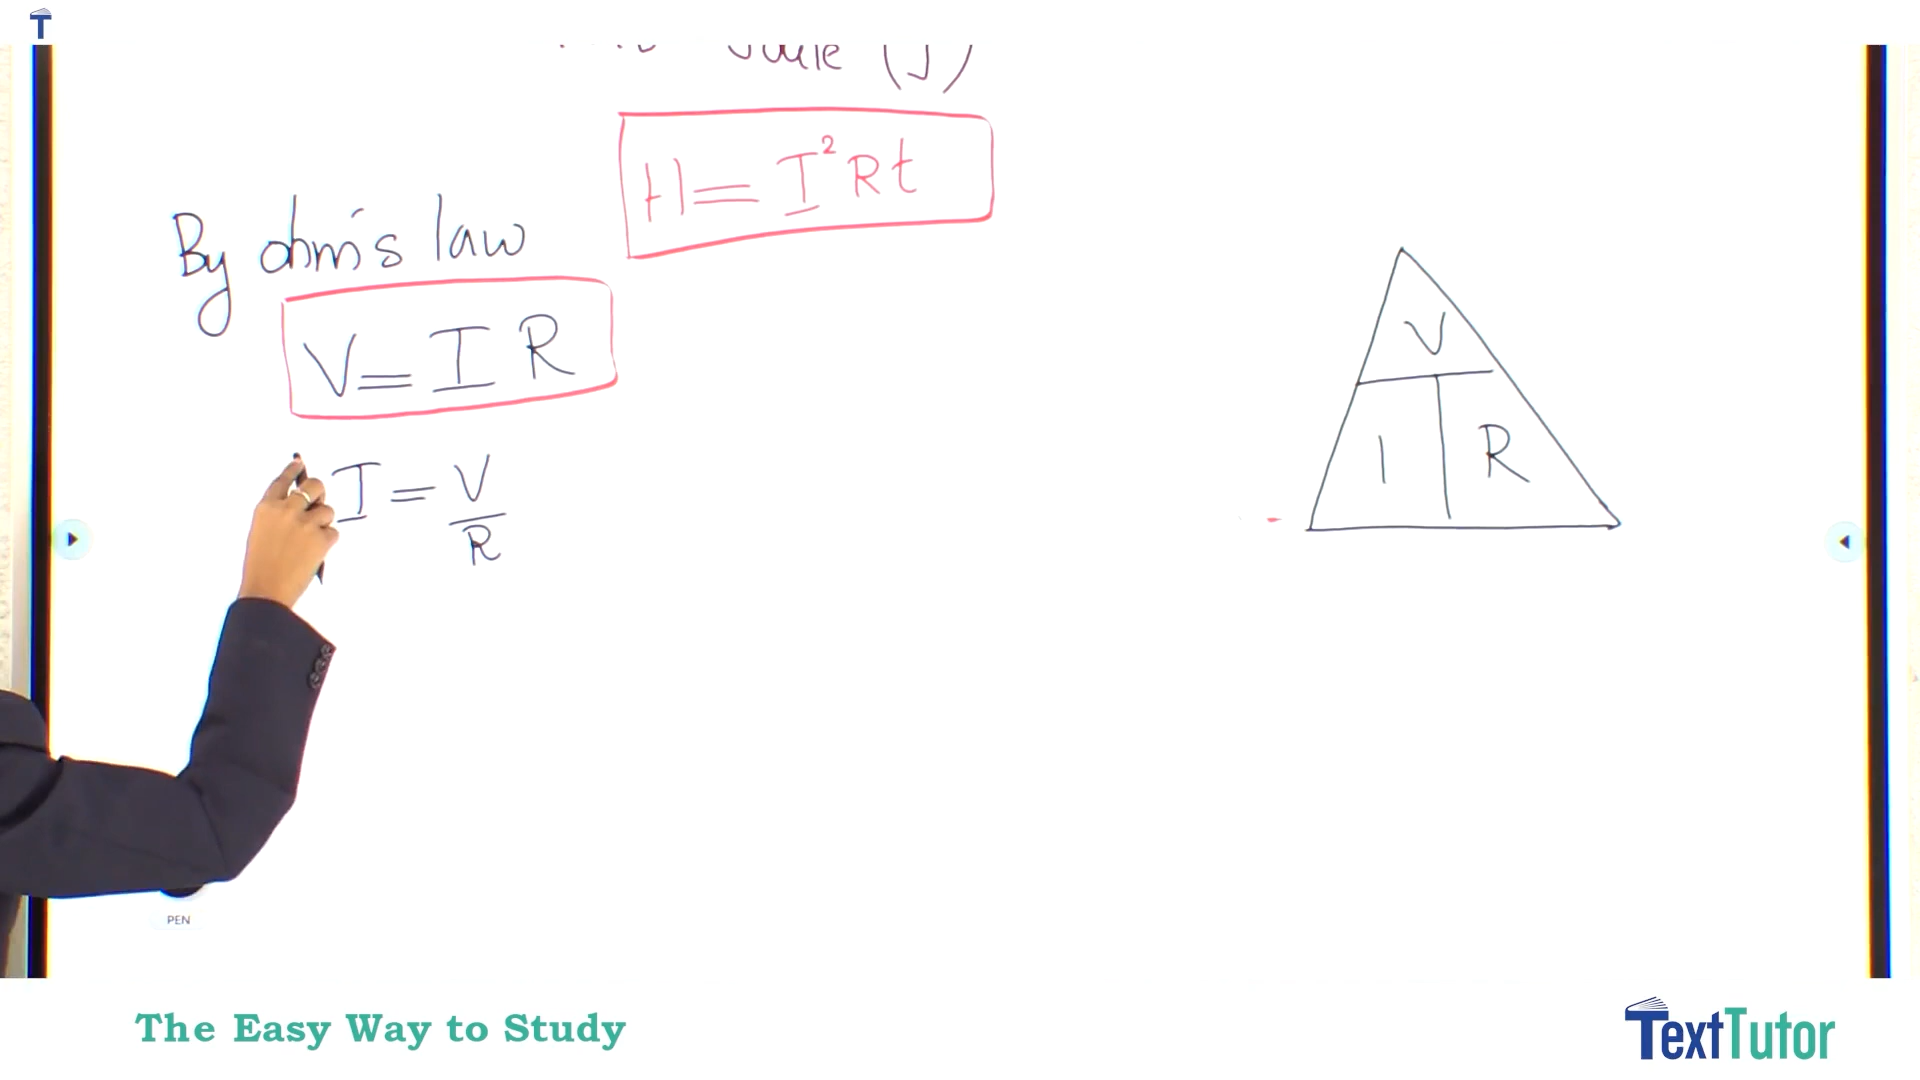 (J)
H = I²Rt
By ohm's law
V = I R
I = V/R
V
I R
PEN
The Easy Way to Study
TextTutor